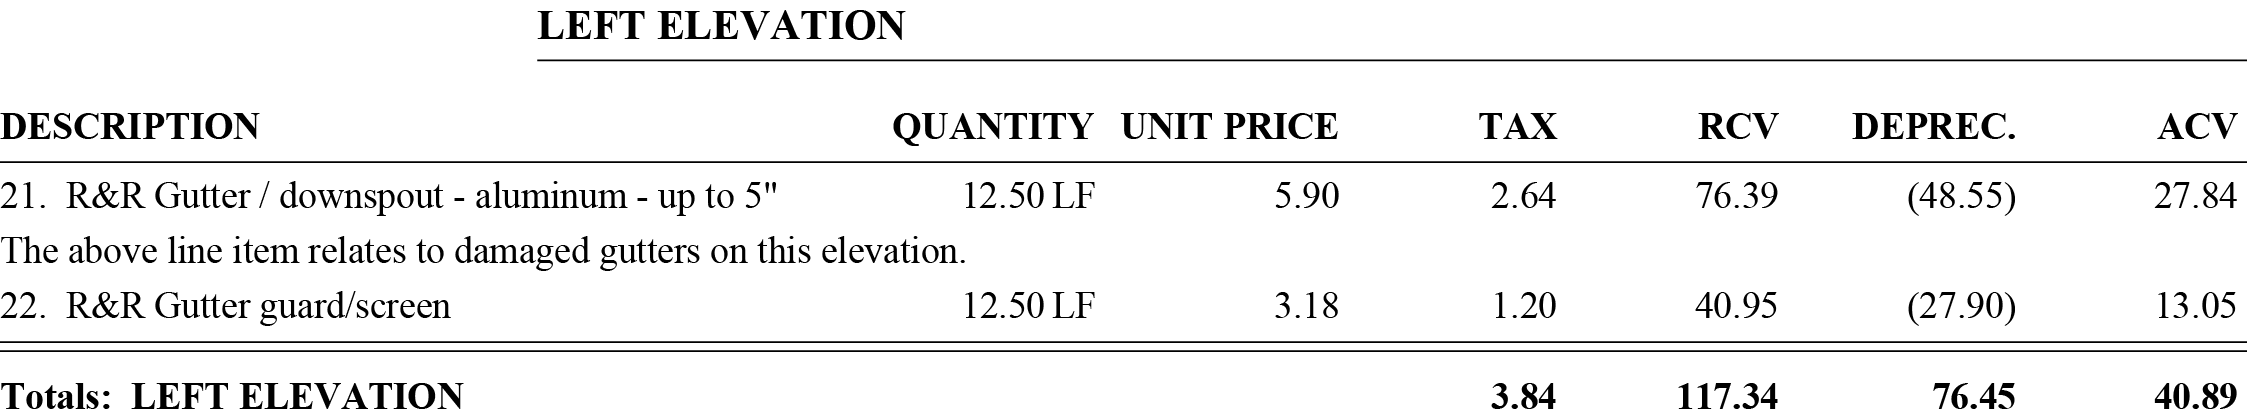 LEFT ELEVATION
DESCRIPTION QUANTITY UNIT PRICE TAX RCV DEPREC. ACV
21. R&R Gutter / downspout - aluminum - up to 5" 12.50 LF 5.90 2.64 76.39 (48.55) 27.84
The above line item relates to damaged gutters on this elevation.
22. R&R Gutter guard/screen 12.50 LF 3.18 1.20 40.95 (27.90) 13.05
Totals: LEFT ELEVATION 3.84 117.34 76.45 40.89